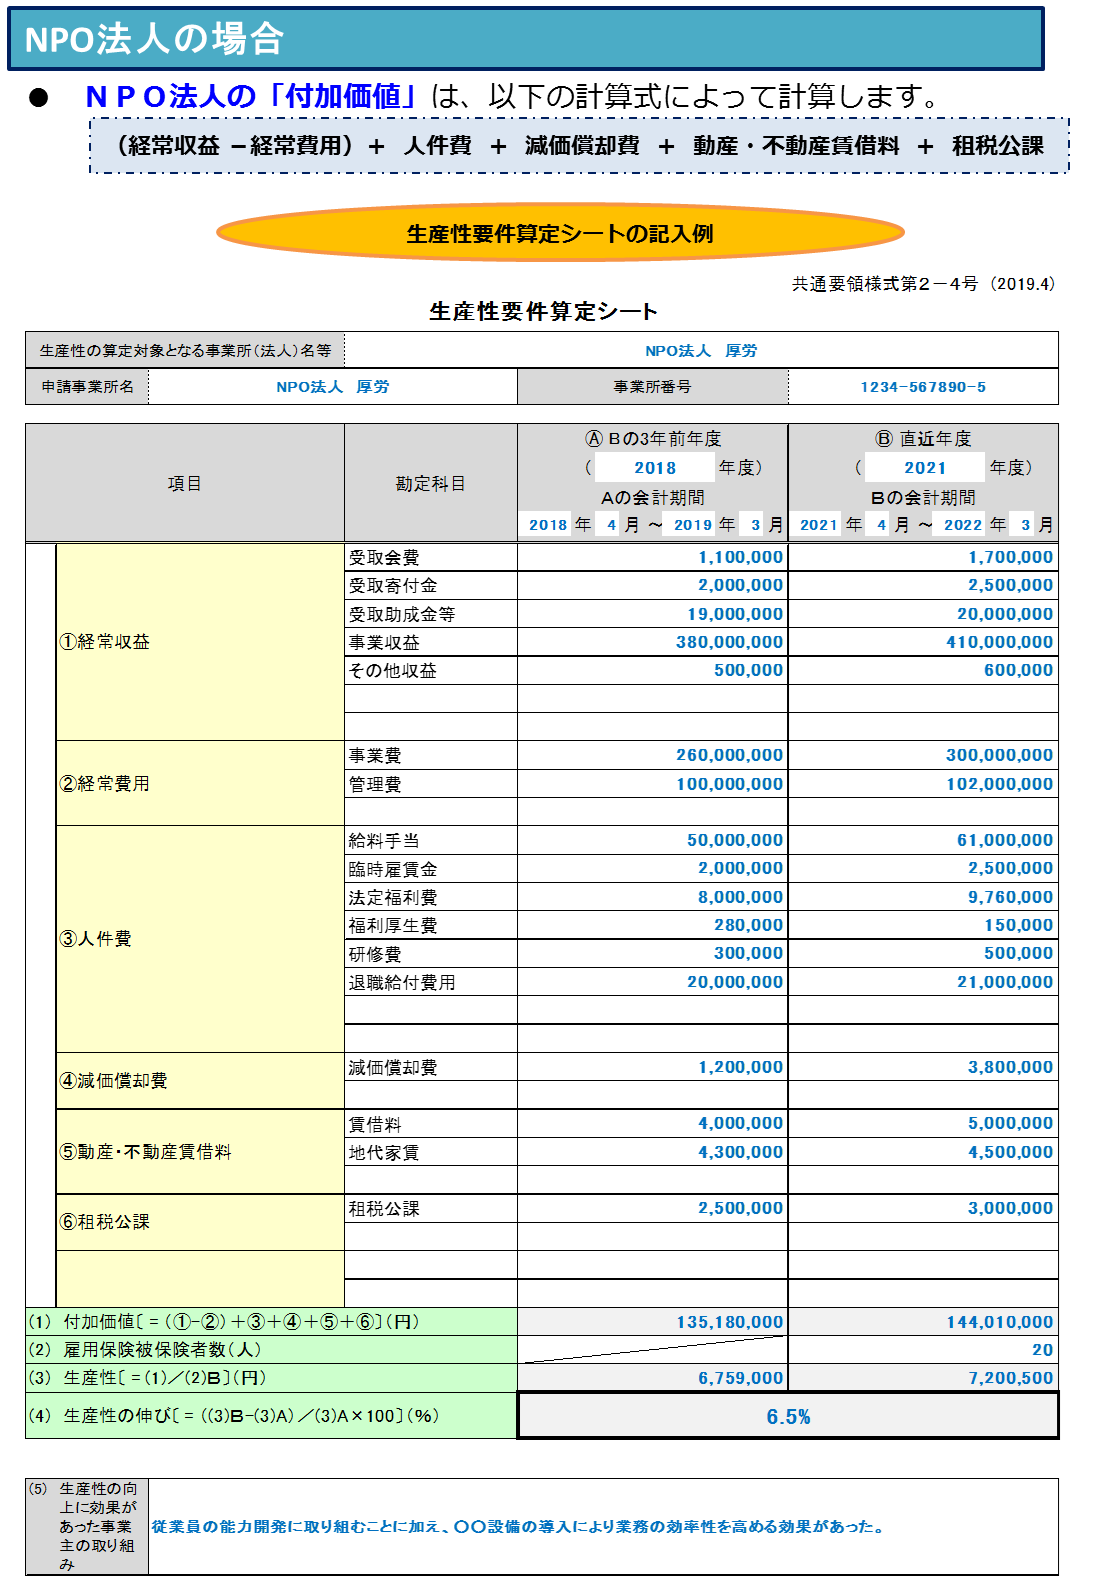 NPO法人の場合
● ＮＰＯ法人の「付加価値」は、以下の計算式によって計算します。
（経常収益 －経常費用）＋ 人件費 ＋ 減価償却費 ＋ 動産・不動産賃借料 ＋ 租税公課
生産性要件算定シートの記入例
共通要領様式第２－４号（2019.4）
生産性要件算定シート
生産性の算定対象となる事業所（法人）名等 NPO法人 厚労
申請事業所名 NPO法人 厚労 事業所番号 1234-567890-5
項目 勘定科目
Ⓐ Ｂの3年前年度
（ 2018 年度）
Ａの会計期間
2018 年 4 月 ～ 2019 年 3 月
Ⓑ 直近年度
（ 2021 年度）
Ｂの会計期間
2021 年 4 月 ～ 2022 年 3 月
①経常収益
受取会費 1,100,000 1,700,000
受取寄付金 2,000,000 2,500,000
受取助成金等 19,000,000 20,000,000
事業収益 380,000,000 410,000,000
その他収益 500,000 600,000
②経常費用
事業費 260,000,000 300,000,000
管理費 100,000,000 102,000,000
③人件費
給料手当 50,000,000 61,000,000
臨時雇賃金 2,000,000 2,500,000
法定福利費 8,000,000 9,760,000
福利厚生費 280,000 150,000
研修費 300,000 500,000
退職給付費用 20,000,000 21,000,000
④減価償却費
減価償却費 1,200,000 3,800,000
⑤動産・不動産賃借料
賃借料 4,000,000 5,000,000
地代家賃 4,300,000 4,500,000
⑥租税公課
租税公課 2,500,000 3,000,000
(1) 付加価値〔＝（①-②）＋③＋④＋⑤＋⑥〕（円） 135,180,000 144,010,000
(2) 雇用保険被保険者数（人） 20
(3) 生産性〔＝(1)／(2)Ｂ〕（円） 6,759,000 7,200,500
(4) 生産性の伸び〔＝（(3)Ｂ-(3)Ａ）／(3)Ａ×100〕（％） 6.5%
(5) 生産性の向
上に効果が
あった事業
主の取り組
み
従業員の能力開発に取り組むことに加え、〇〇設備の導入により業務の効率性を高める効果があった。